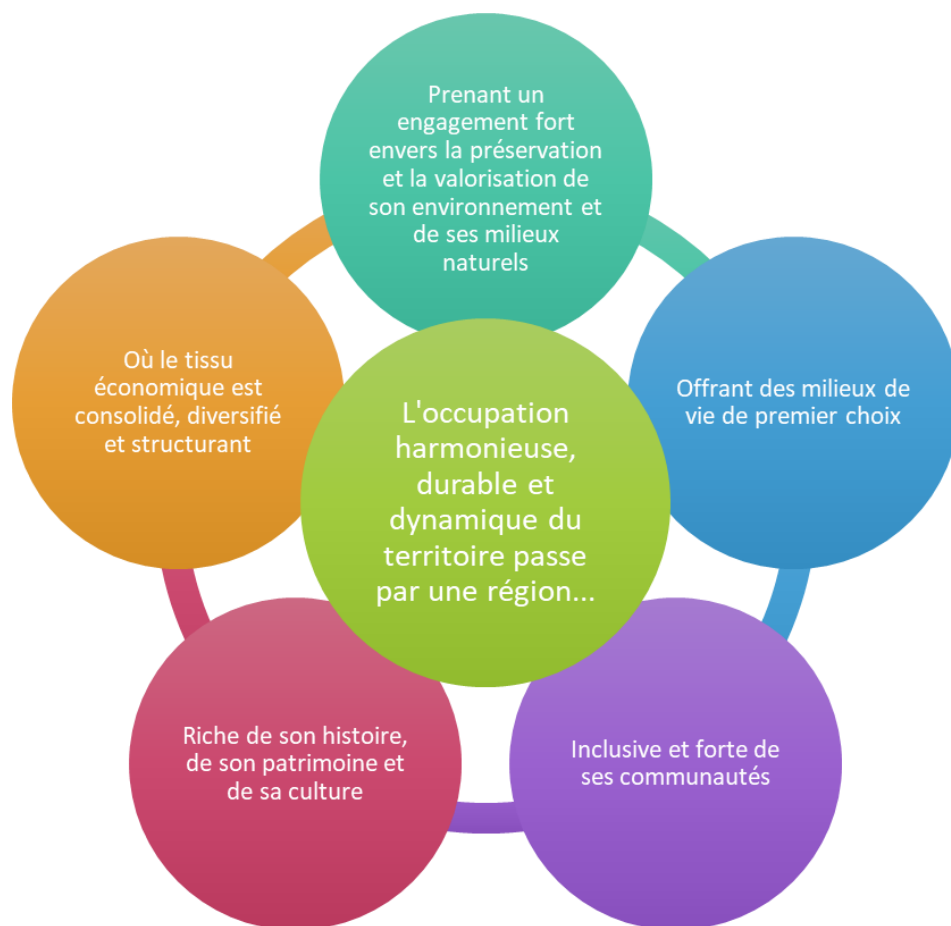 Prenant un
engagement fort
envers la préservation
et la valorisation de
son environnement et
de ses milieux
naturels
Offrant des milieux de
vie de premier choix
Inclusive et forte de
ses communautés
Riche de son histoire,
de son patrimoine et
de sa culture
Où le tissu
économique est
consolidé, diversifié
et structurant
L'occupation
harmonieuse,
durable et
dynamique du
territoire passe
par une région...